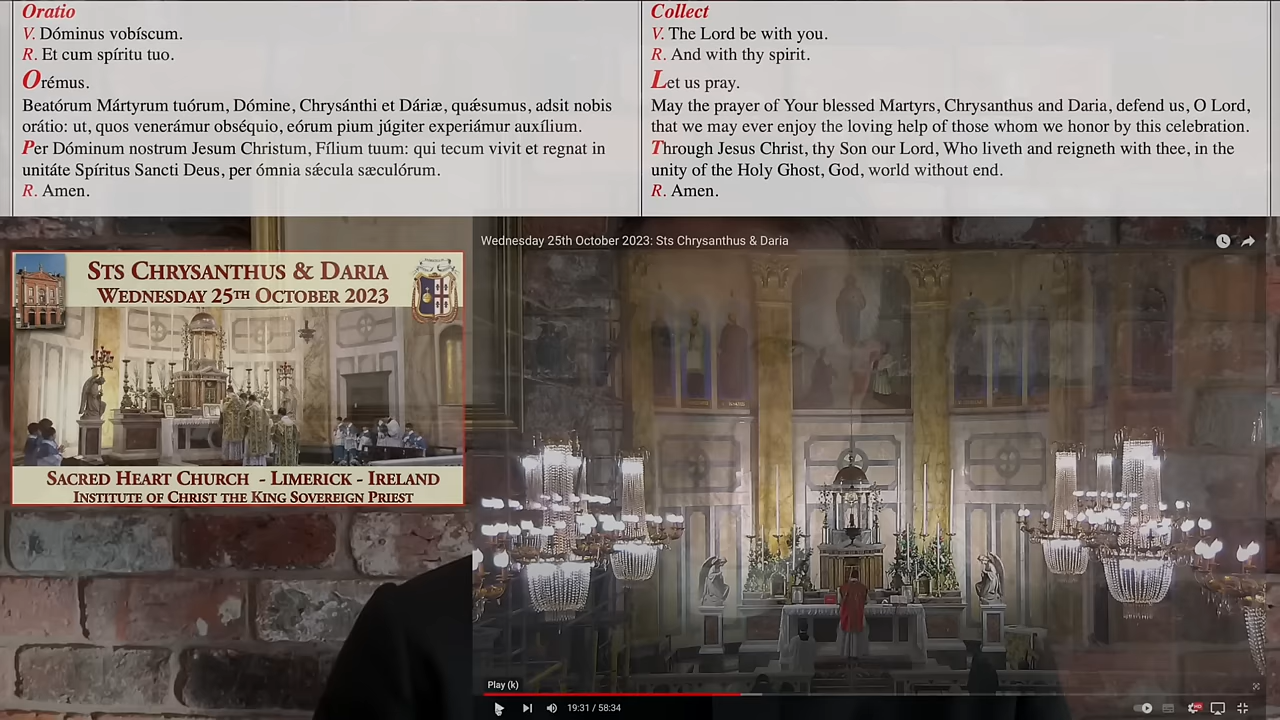 Oratio
V. Dóminus vobíscum.
R. Et cum spíritu tuo.
Orémus.
Beatórum Mártyrum tuórum, Dómine, Chrysánthi et Dáriæ, quǽsumus, adsit nobis
orátio: ut, quos venerámur obséquio, eórum pium júgiter experiámur auxílium.
Per Dóminum nostrum Jesum Christum, Fílium tuum: qui tecum vivit et regnat in
unitáte Spíritus Sancti Deus, per ómnia sǽcula sæculórum.
R. Amen.
Collect
V. The Lord be with you.
R. And with thy spirit.
Let us pray.
May the prayer of Your blessed Martyrs, Chrysanthus and Daria, defend us, O Lord,
that we may ever enjoy the loving help of those whom we honor by this celebration.
Through Jesus Christ, thy Son our Lord, Who liveth and reigneth with thee, in the
unity of the Holy Ghost, God, world without end.
R. Amen.
STS CHRYSANTHUS & DARIA
WEDNESDAY 25TH OCTOBER 2023
SACRED HEART CHURCH - LIMERICK - IRELAND
INSTITUTE OF CHRIST THE KING SOVEREIGN PRIEST
Wednesday 25th October 2023: Sts Chrysanthus & Daria
Play (k)
19:31 / 58:34